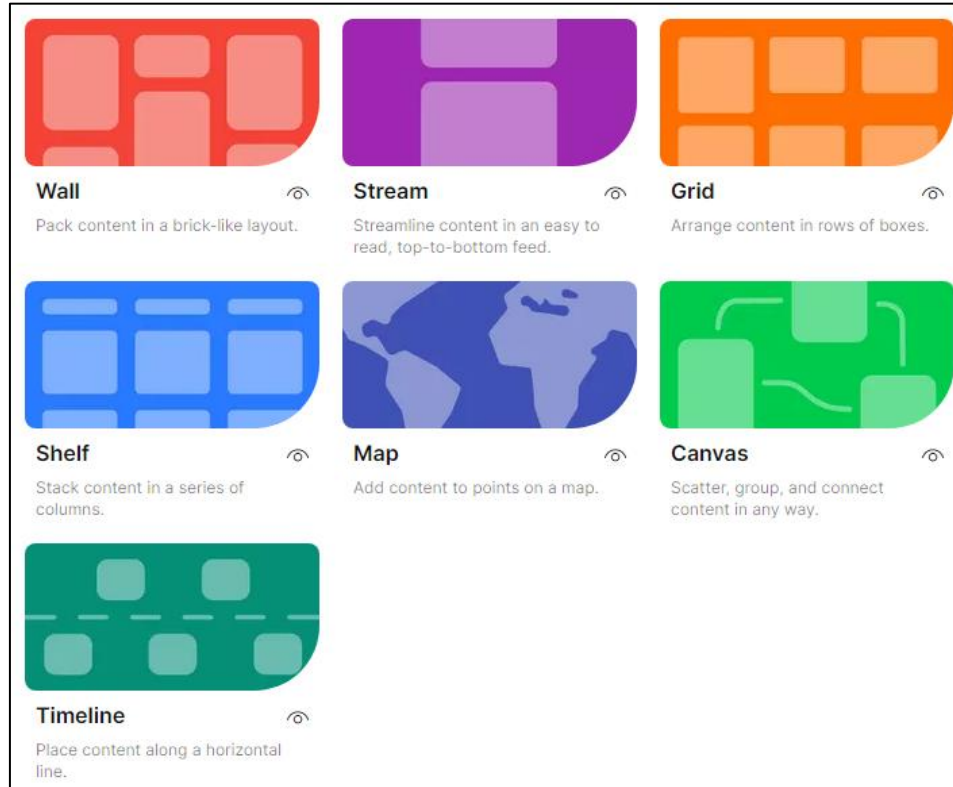 Wall
Pack content in a brick-like layout.
Stream
Streamline content in an easy to
read, top-to-bottom feed.
Grid
Arrange content in rows of boxes.
Shelf
Stack content in a series of
columns.
Map
Add content to points on a map.
Canvas
Scatter, group, and connect
content in any way.
Timeline
Place content along a horizontal
line.